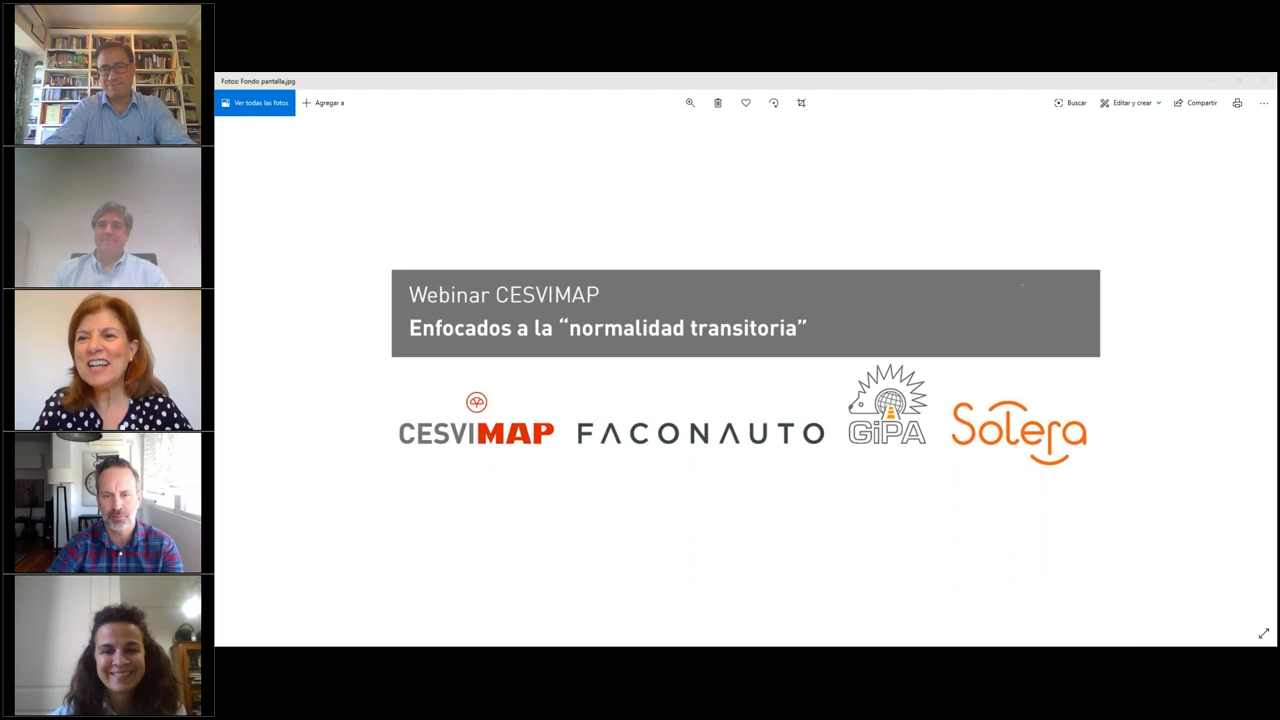 Fotos: Fondo pantalla.jpg
Ver todas las fotos
Agregar a
Buscar
Editar y crear
Compartir
Webinar CESVIMAP
Enfocados a la “normalidad transitoria”
CESVIMAP
FACONAUTO
GiPA
Solera